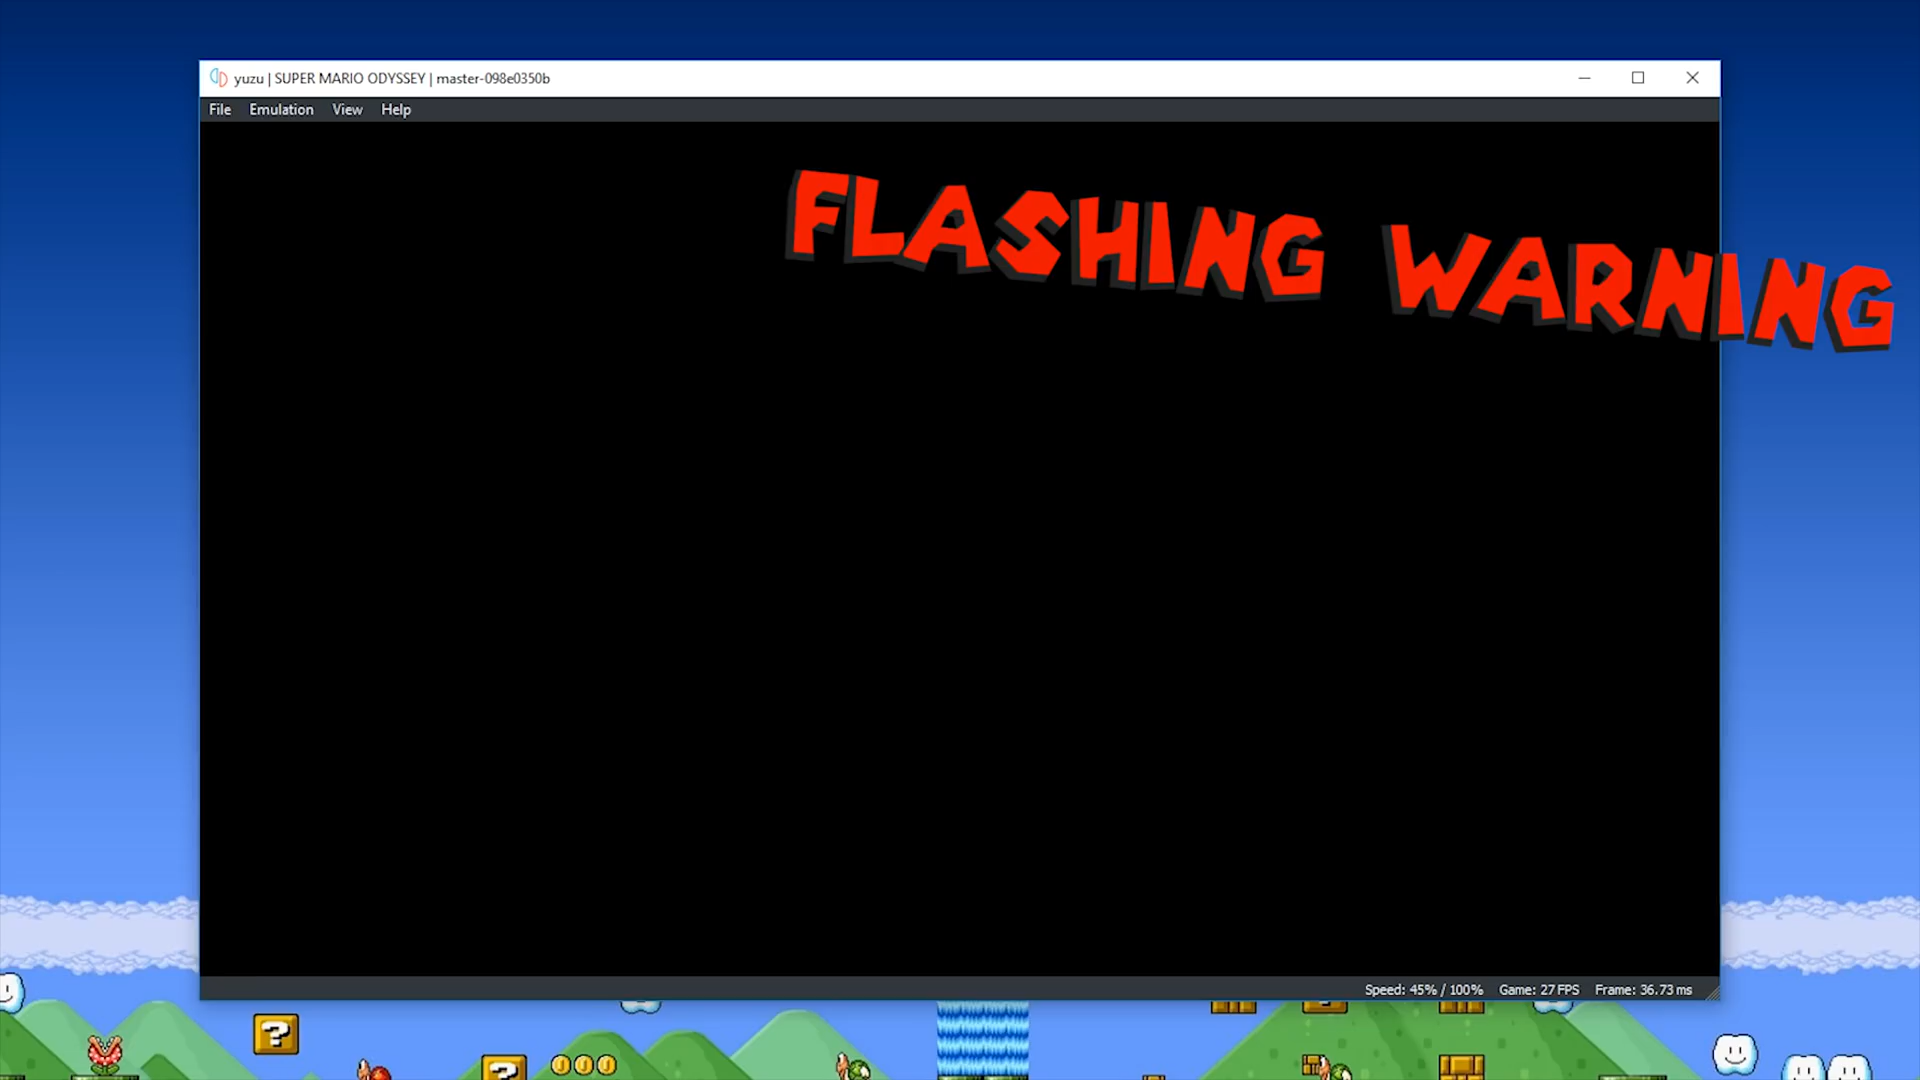 yuzu | SUPER MARIO ODYSSEY | master-098e0350b
File Emulation View Help
FLASHING WARNING
Speed: 45% / 100% Game: 27 FPS Frame: 36.73 ms
? ?